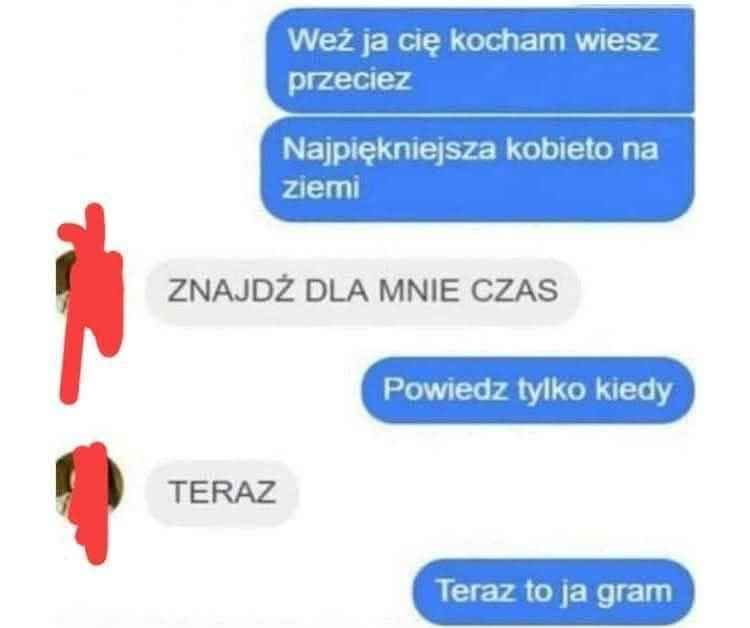 Weź ja cię kocham wiesz
przeciez
Najpiękniejsza kobieto na
ziemi
ZNAJDŹ DLA MNIE CZAS
Powiedz tylko kiedy
TERAZ
Teraz to ja gram